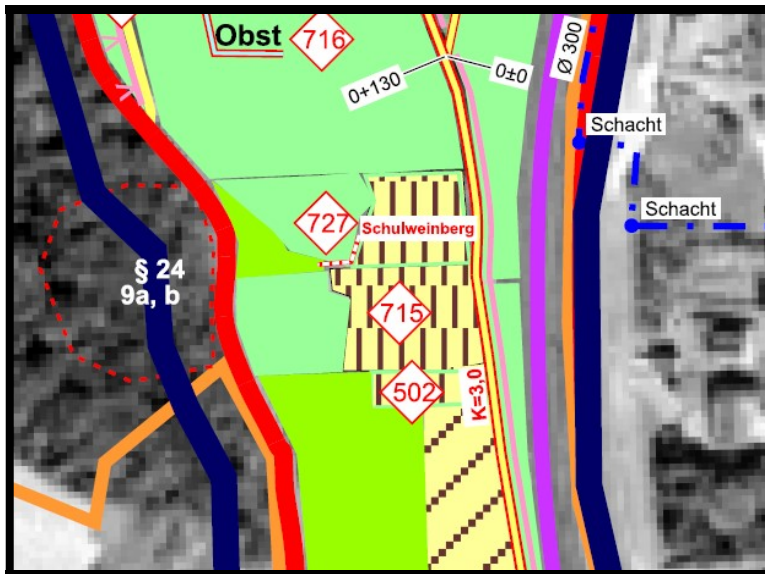 Obst
716
0+130
0±0
Ø 300
Schacht
Schacht
727
Schulweinberg
§ 24
9a, b
715
502
K=3,0